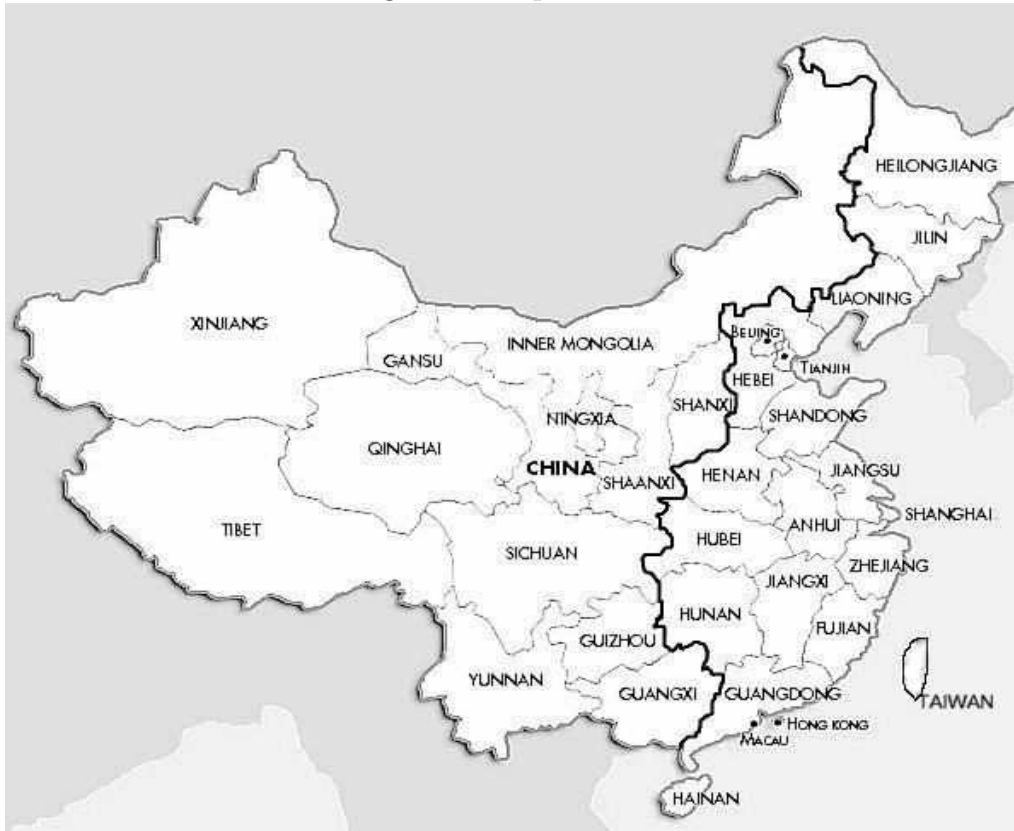 HEILONGJIANG
JILIN
LIAONING
XINJIANG
INNER MONGOLIA
BEIJING
GANSU
TIANJIN
HEBEI
SHANXI
SHANDONG
NINGXIA
QINGHAI
CHINA
HENAN
JIANGSU
SHAANXI
SHANGHAI
TIBET
ANHUI
HUBEI
SICHUAN
ZHEJIANG
JIANGXI
HUNAN
FUJIAN
GUIZHOU
YUNNAN
GUANGXI
GUANGDONG
TAIWAN
HONG KONG
MACAU
HAINAN